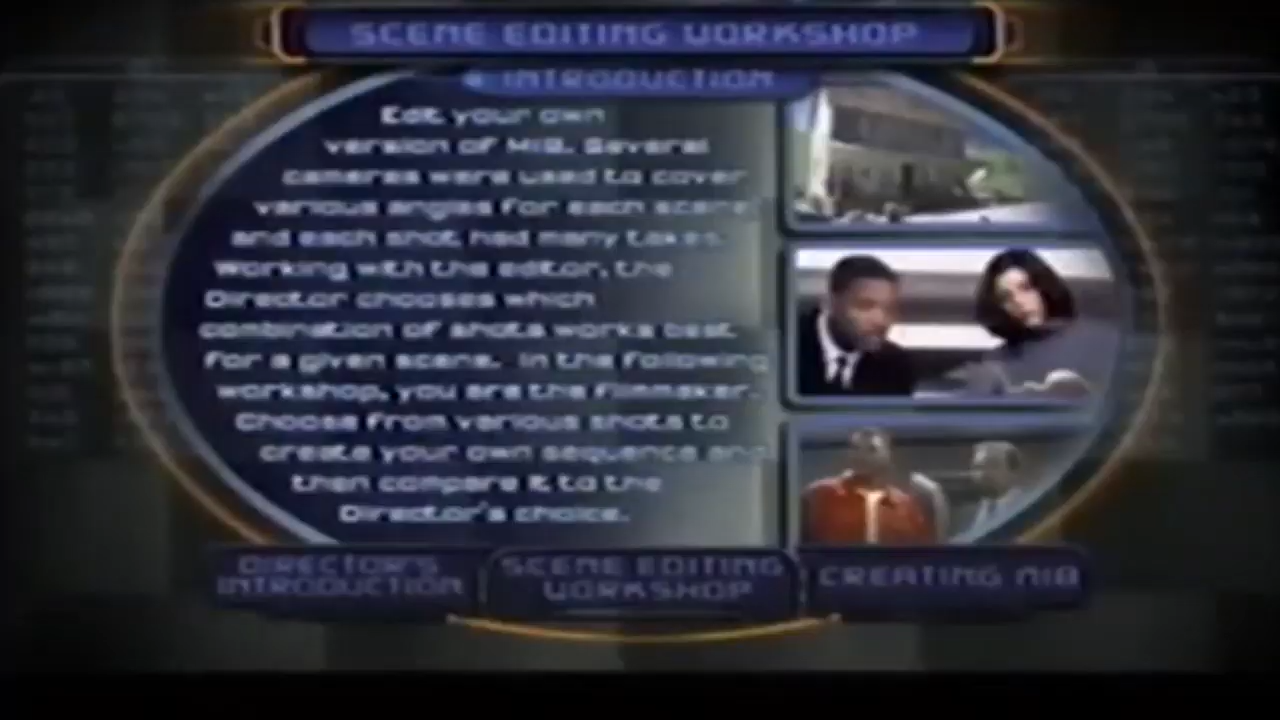 SCENE EDITING WORKSHOP
INTRODUCTION
Edit your own
version of MIB. Several
cameras were used to cover
various angles for each scene
and each shot had many takes.
Working with the editor, the
Director chooses which
combination of shots works best
for a given scene. In the following
workshop, you are the filmmaker.
Choose from various shots to
create your own sequence and
then compare it to the
Director's choice.
DIRECTOR'S
INTRODUCTION
SCENE EDITING
WORKSHOP
CREATING MIB